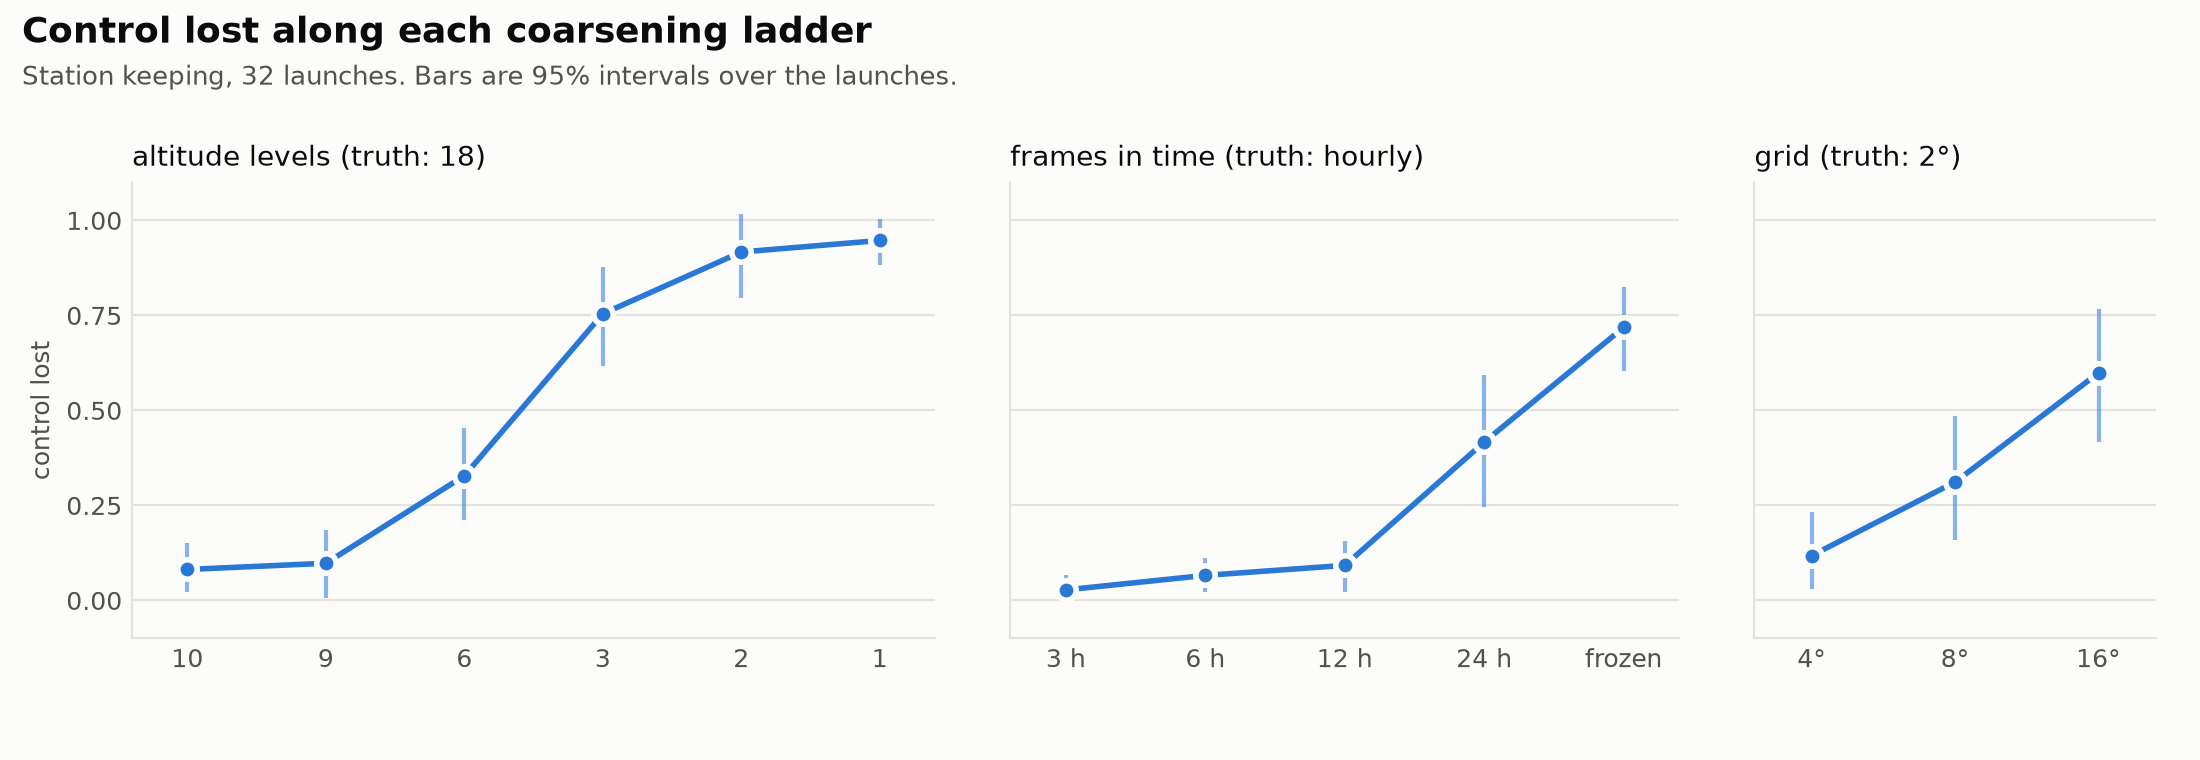 Control lost along each coarsening ladder
Station keeping, 32 launches. Bars are 95% intervals over the launches.
altitude levels (truth: 18)
frames in time (truth: hourly)
grid (truth: 2°)
control lost
1.00
0.75
0.50
0.25
0.00
10 9 6 3 2 1
3 h 6 h 12 h 24 h frozen
4° 8° 16°